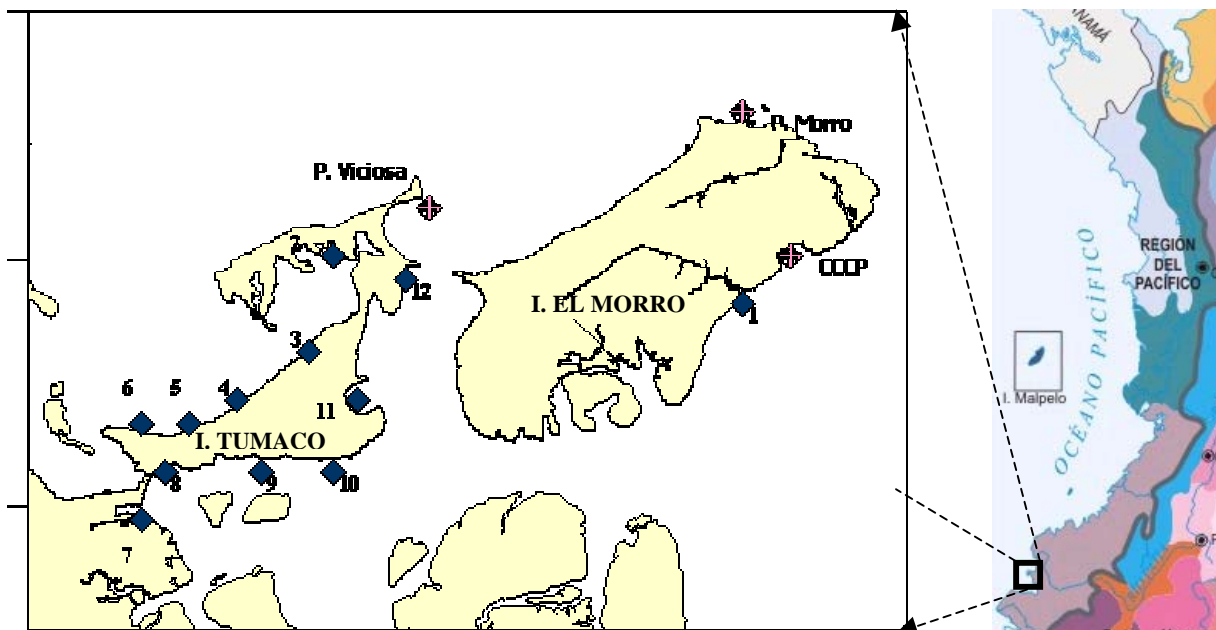 P. Morro
P. Viciosa
2
CCCP
12
I. EL MORRO
1
3
6
5
4
11
I. TUMACO
8
9
10
7
NAMÁ
REGIÓN
DEL
PACÍFICO
OCÉANO PACÍFICO
I. Malpelo